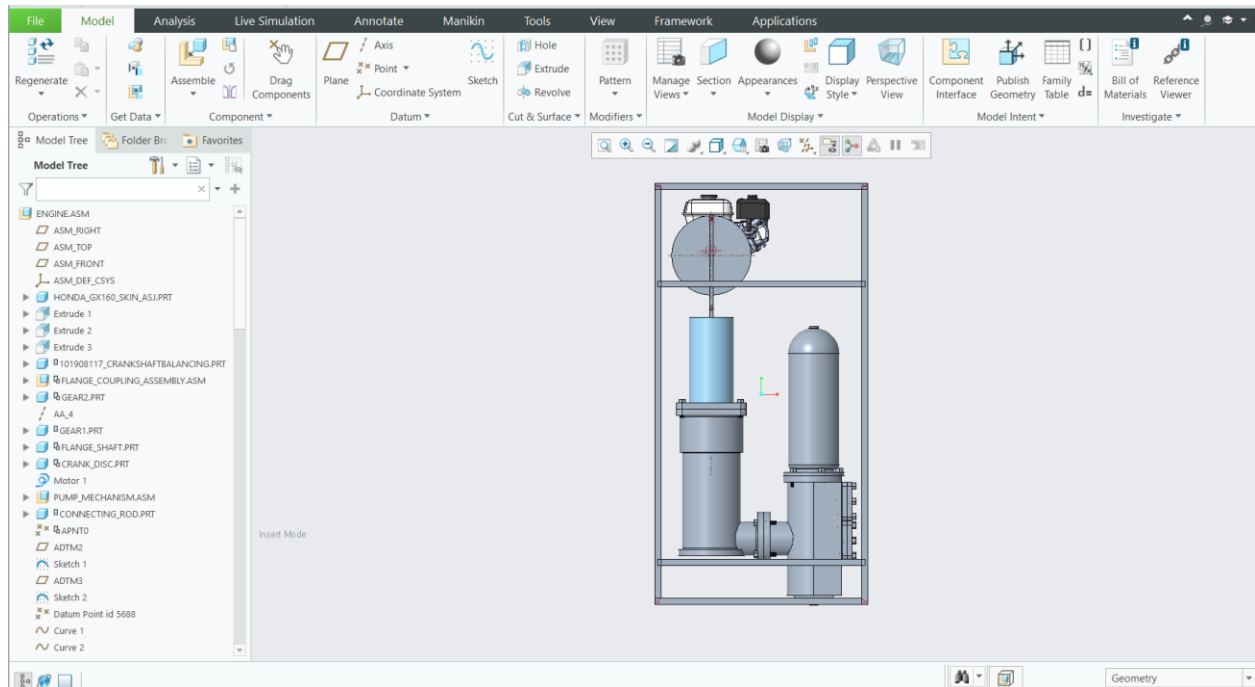 File Model Analysis Live Simulation Annotate Manikin Tools View Framework Applications
Regenerate
Assemble
Drag Components
Plane
Axis
Point
Coordinate System
Sketch
Hole
Extrude
Revolve
Pattern
Manage Views
Section
Appearances
Display Style
Perspective View
Component Interface
Publish Geometry
Family Table
d=
Bill of Materials
Reference Viewer
Operations Get Data Component Datum Cut & Surface Modifiers Model Display Model Intent Investigate
Model Tree Folder Brc Favorites
Model Tree
ENGINE.ASM
ASM_RIGHT
ASM_TOP
ASM_FRONT
ASM_DEF_CSYS
HONDA_GX160_SKIN_ASJ.PRT
Extrude 1
Extrude 2
Extrude 3
101908117_CRANKSHAFTBALANCING.PRT
FLANGE_COUPLING_ASSEMBLY.ASM
GEAR2.PRT
AA_4
GEAR1.PRT
FLANGE_SHAFT.PRT
CRANK_DISC.PRT
Motor 1
PUMP_MECHANISM.ASM
CONNECTING_ROD.PRT
APNT0
ADTM2
Sketch 1
ADTM3
Sketch 2
Datum Point id 5688
Curve 1
Curve 2
Insert Mode
Geometry